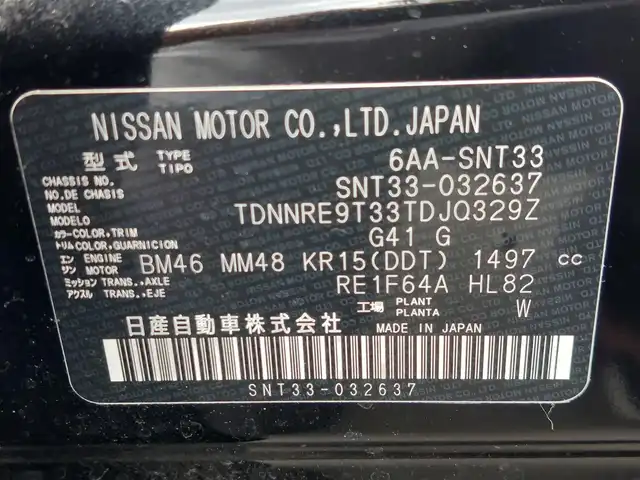 NISSAN MOTOR CO.,LTD.JAPAN
型式 TYPE TIPO 6AA-SNT33
CHASSIS NO. NO.DE CHASIS SNT33-032637
MODEL MODELO TDNNRE9T33TDJQ329Z
カラー COLOR,TRIM トリム COLOR,GUARNICION G41 G
エンジン ENGINE MOTOR BM46 MM48 KR15(DDT) 1497 cc
ミッション TRANS.,AXLE アクスル TRANS.,EJE RE1F64A HL82
工場 PLANT PLANTA W
日産自動車株式会社 MADE IN JAPAN
SNT33-032637